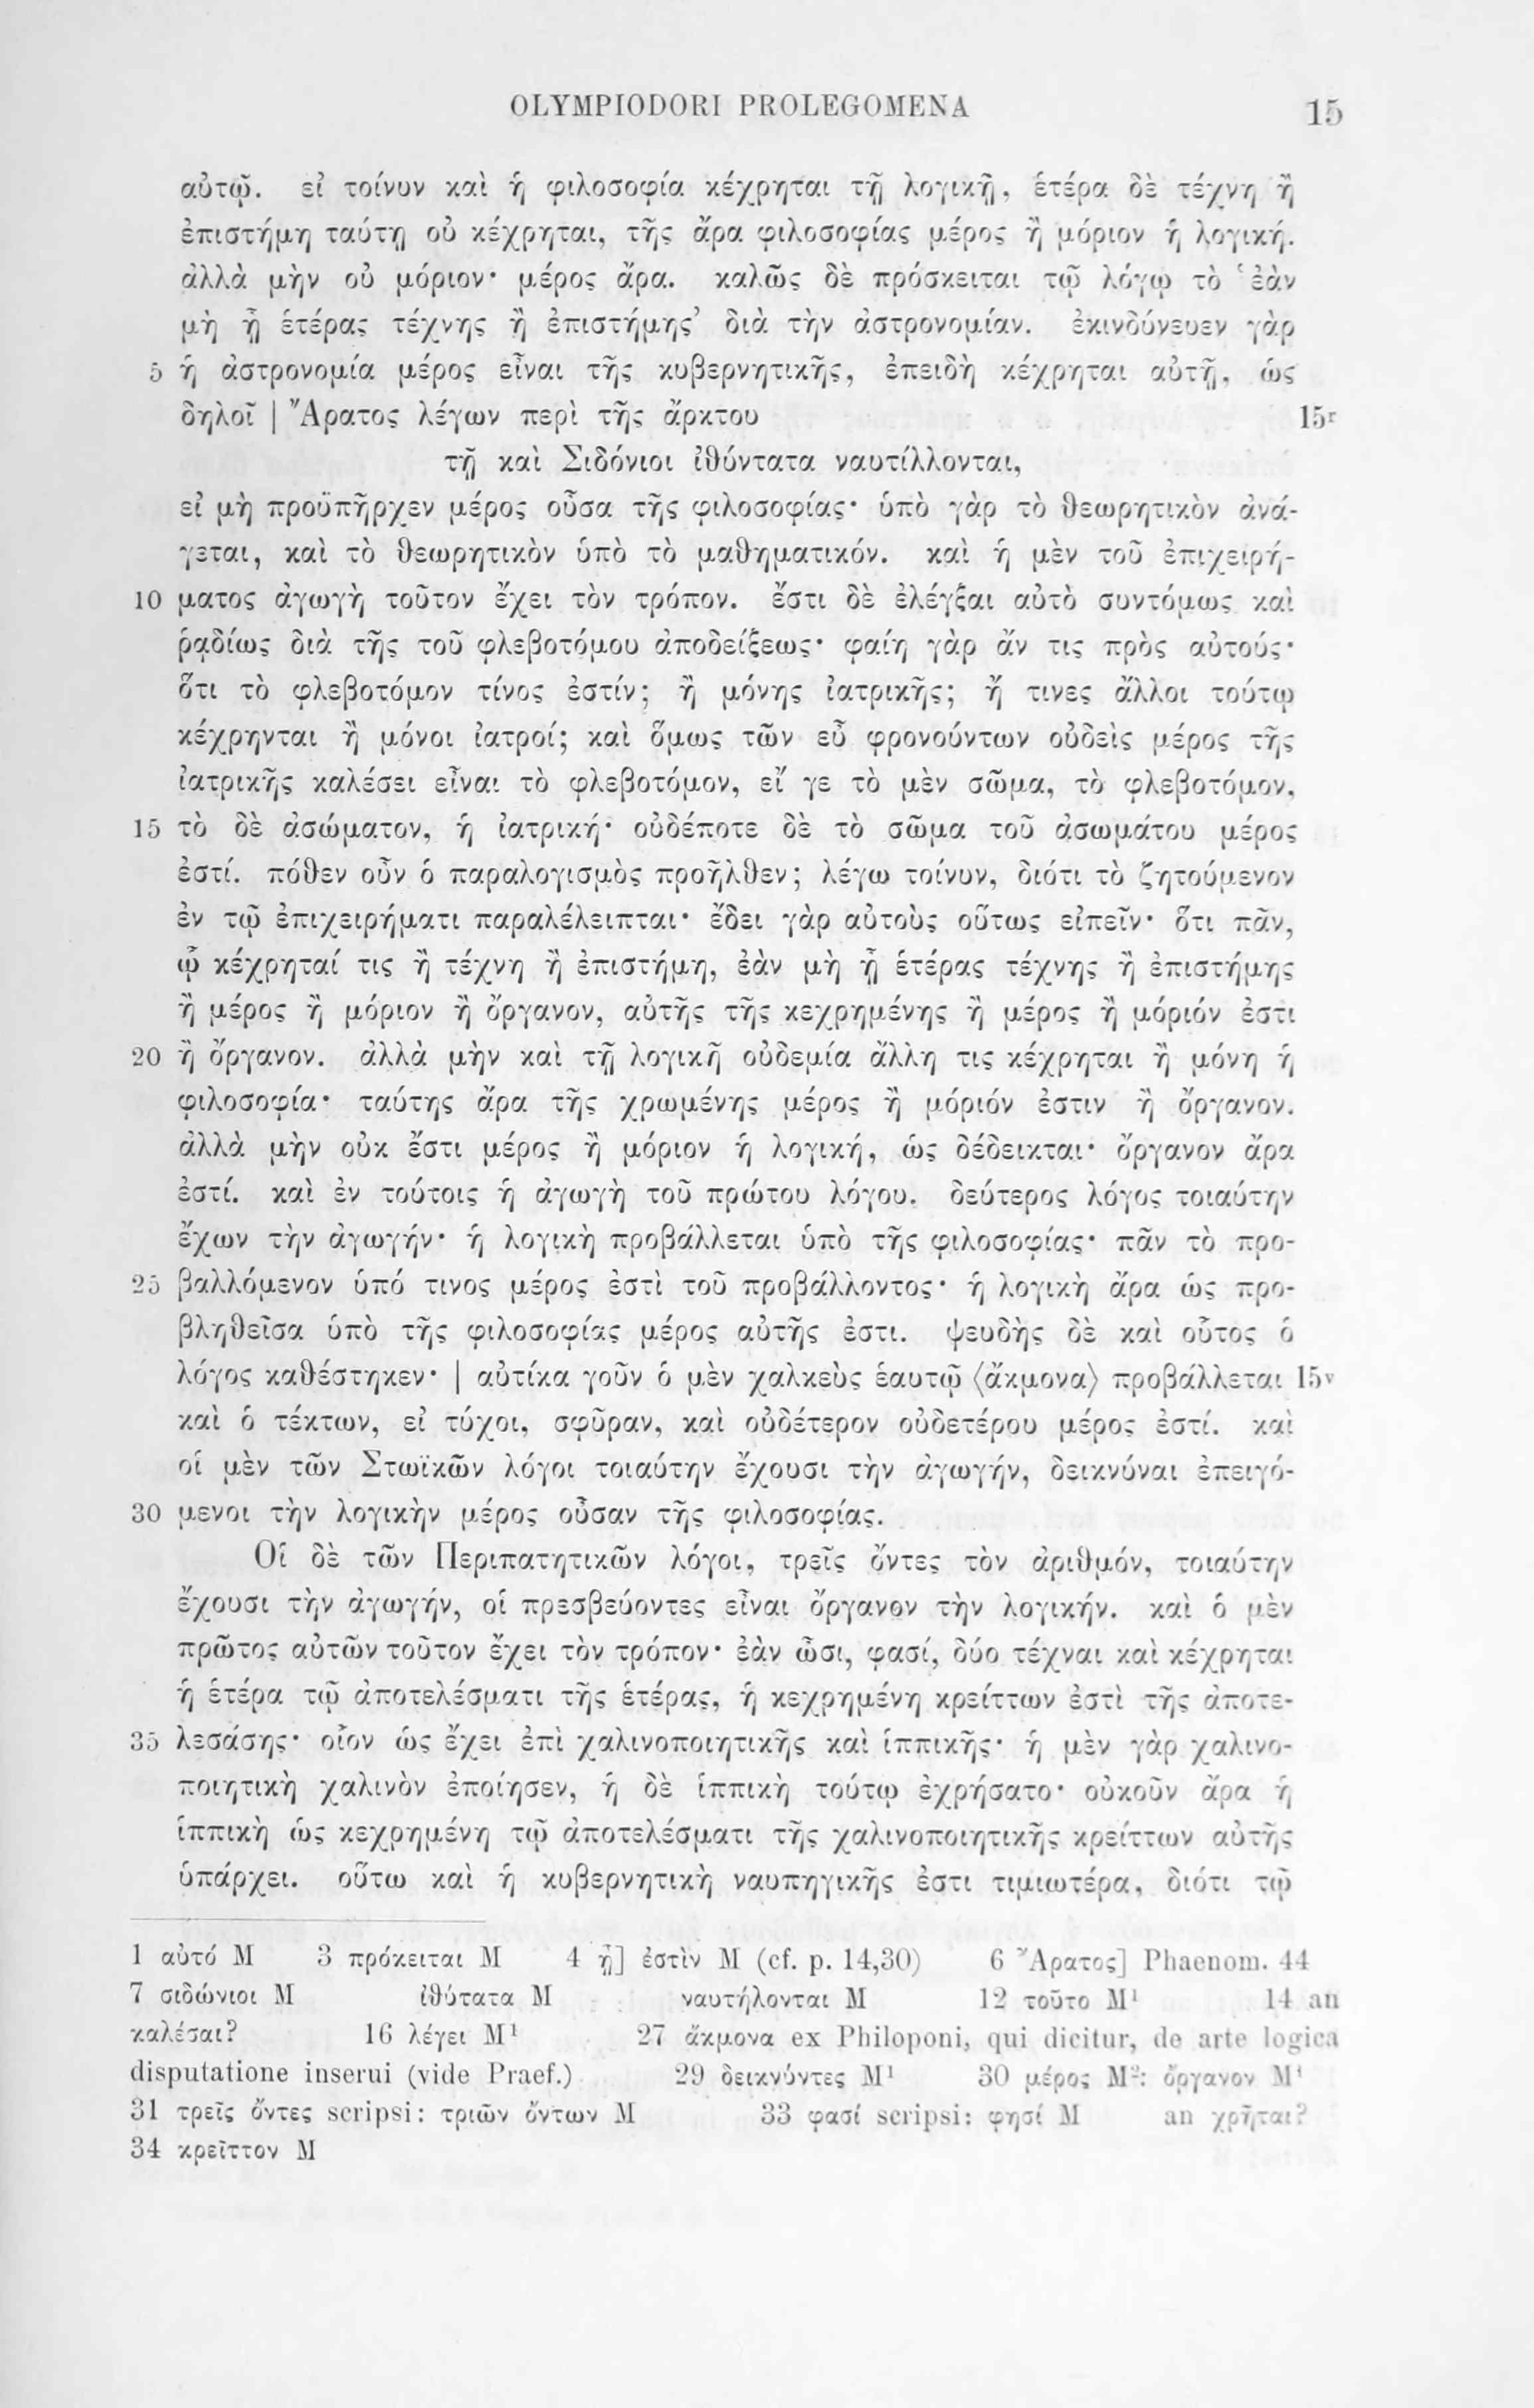 OLYMPIODORI PROLEGOMENA 15
αὐτῷ. εἰ τοίνυν καὶ ἡ φιλοσοφία κέχρηται τῇ λογικῇ, ἑτέρα δὲ τέχνη ἢ
ἐπιστήμη ταύτῃ οὐ κέχρηται, τῆς ἄρα φιλοσοφίας μέρος ἢ μόριον ἡ λογική.
ἀλλὰ μὴν οὐ μόριον· μέρος ἄρα. καλῶς δὲ πρόσκειται τῷ λόγῳ τὸ ‘ἐὰν
μὴ ᾖ ἑτέρας τέχνης ἢ ἐπιστήμης’ διὰ τὴν ἀστρονομίαν. ἐκινδύνευεν γὰρ
5 ἡ ἀστρονομία μέρος εἶναι τῆς κυβερνητικῆς, ἐπειδὴ κέχρηται αὐτῇ, ὡς
δηλοῖ | Ἄρατος λέγων περὶ τῆς ἄρκτου 15r
τῇ καὶ Σιδόνιοι ἰθύντατα ναυτίλλονται,
εἰ μὴ προϋπῆρχεν μέρος οὖσα τῆς φιλοσοφίας· ὑπὸ γὰρ τὸ θεωρητικὸν ἀνά-
γεται, καὶ τὸ θεωρητικὸν ὑπὸ τὸ μαθηματικόν. καὶ ἡ μὲν τοῦ ἐπιχειρή-
10 ματος ἀγωγὴ τοῦτον ἔχει τὸν τρόπον. ἔστι δὲ ἐλέγξαι αὐτὸ συντόμως καὶ
ῥᾳδίως διὰ τῆς τοῦ φλεβοτόμου ἀποδείξεως· φαίη γὰρ ἄν τις πρὸς αὐτούς·
ὅτι τὸ φλεβοτόμον τίνος ἐστίν; ἢ μόνης ἰατρικῆς; ἤ τινες ἄλλοι τούτῳ
κέχρηνται ἢ μόνοι ἰατροί; καὶ ὅμως τῶν εὖ φρονούντων οὐδεὶς μέρος τῆς
ἰατρικῆς καλέσει εἶναι τὸ φλεβοτόμον, εἴ γε τὸ μὲν σῶμα, τὸ φλεβοτόμον,
15 τὸ δὲ ἀσώματον, ἡ ἰατρική· οὐδέποτε δὲ τὸ σῶμα τοῦ ἀσωμάτου μέρος
ἐστί. πόθεν οὖν ὁ παραλογισμὸς προῆλθεν; λέγω τοίνυν, διότι τὸ ζητούμενον
ἐν τῷ ἐπιχειρήματι παραλέλειπται· ἔδει γὰρ αὐτοὺς οὕτως εἰπεῖν· ὅτι πᾶν,
ᾧ κέχρηταί τις ἢ τέχνη ἢ ἐπιστήμη, ἐὰν μὴ ᾖ ἑτέρας τέχνης ἢ ἐπιστήμης
ἢ μέρος ἢ μόριον ἢ ὄργανον, αὐτῆς τῆς κεχρημένης ἢ μέρος ἢ μόριόν ἐστι
20 ἢ ὄργανον. ἀλλὰ μὴν καὶ τῇ λογικῇ οὐδεμία ἄλλη τις κέχρηται ἢ μόνη ἡ
φιλοσοφία· ταύτης ἄρα τῆς χρωμένης μέρος ἢ μόριόν ἐστιν ἢ ὄργανον.
ἀλλὰ μὴν οὐκ ἔστι μέρος ἢ μόριον ἡ λογική, ὡς δέδεικται· ὄργανον ἄρα
ἐστί. καὶ ἐν τούτοις ἡ ἀγωγὴ τοῦ πρώτου λόγου. δεύτερος λόγος τοιαύτην
ἔχων τὴν ἀγωγήν· ἡ λογικὴ προβάλλεται ὑπὸ τῆς φιλοσοφίας· πᾶν τὸ προ-
25 βαλλόμενον ὑπό τινος μέρος ἐστὶ τοῦ προβάλλοντος· ἡ λογικὴ ἄρα ὡς προ-
βληθεῖσα ὑπὸ τῆς φιλοσοφίας μέρος αὐτῆς ἐστι. ψευδὴς δὲ καὶ οὗτος ὁ
λόγος καθέστηκεν· | αὐτίκα γοῦν ὁ μὲν χαλκεὺς ἑαυτῷ ⟨ἄκμονα⟩ προβάλλεται 15v
καὶ ὁ τέκτων, εἰ τύχοι, σφῦραν, καὶ οὐδέτερον οὐδετέρου μέρος ἐστί. καὶ
οἱ μὲν τῶν Στωϊκῶν λόγοι τοιαύτην ἔχουσι τὴν ἀγωγήν, δεικνύναι ἐπειγό-
30 μενοι τὴν λογικὴν μέρος οὖσαν τῆς φιλοσοφίας.
Οἱ δὲ τῶν Περιπατητικῶν λόγοι, τρεῖς ὄντες τὸν ἀριθμόν, τοιαύτην
ἔχουσι τὴν ἀγωγήν, οἱ πρεσβεύοντες εἶναι ὄργανον τὴν λογικήν. καὶ ὁ μὲν
πρῶτος αὐτῶν τοῦτον ἔχει τὸν τρόπον· ἐὰν ὦσι, φασί, δύο τέχναι καὶ κέχρηται
ἡ ἑτέρα τῷ ἀποτελέσματι τῆς ἑτέρας, ἡ κεχρημένη κρείττων ἐστὶ τῆς ἀποτε-
35 λεσάσης· οἷον ὡς ἔχει ἐπὶ χαλινοποιητικῆς καὶ ἱππικῆς· ἡ μὲν γὰρ χαλινο-
ποιητικὴ χαλινὸν ἐποίησεν, ἡ δὲ ἱππικὴ τούτῳ ἐχρήσατο· οὐκοῦν ἄρα ἡ
ἱππικὴ ὡς κεχρημένη τῷ ἀποτελέσματι τῆς χαλινοποιητικῆς κρείττων αὐτῆς
ὑπάρχει. οὕτω καὶ ἡ κυβερνητικὴ ναυπηγικῆς ἐστι τιμιωτέρα, διότι τῷ
1 αὐτό M 3 πρόκειται M 4 ᾖ] ἐστὶν M (cf. p. 14,30) 6 Ἄρατος] Phaenom. 44
7 σιδώνιοι M ἰθύτατα M ναυτήλονται M 12 τοῦτο M¹ 14 an
καλέσαι? 16 λέγει M¹ 27 ἄκμονα ex Philoponi, qui dicitur, de arte logica
disputatione inserui (vide Praef.) 29 δεικνύντες M¹ 30 μέρος M²: ὄργανον M¹
31 τρεῖς ὄντες scripsi: τριῶν ὄντων M 33 φασί scripsi: φησί M an χρῆται?
34 κρεῖττον M